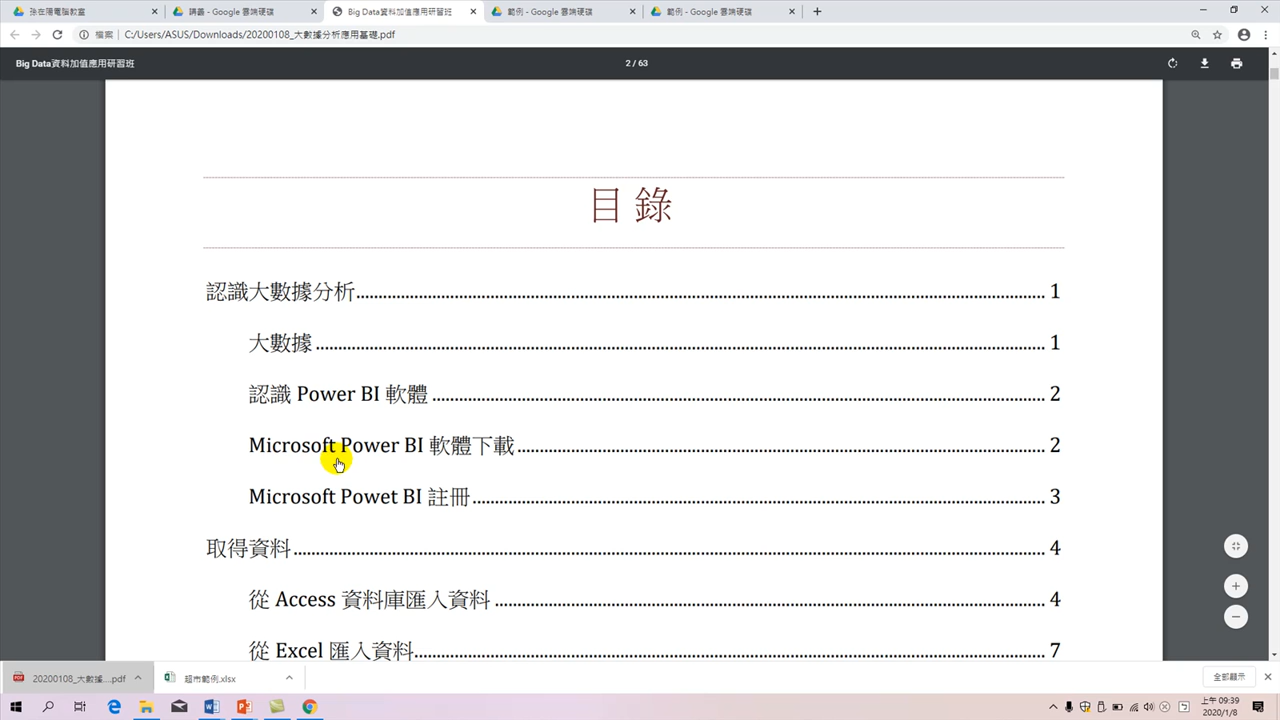 孫在陽電腦教室
講義 - Google 雲端硬碟
Big Data資料加值應用研習班
範例 - Google 雲端硬碟
範例 - Google 雲端硬碟
檔案 C:/Users/ASUS/Downloads/20200108_大數據分析應用基礎.pdf
Big Data資料加值應用研習班 2 / 63
目錄
認識大數據分析 1
大數據 1
認識 Power BI 軟體 2
Microsoft Power BI 軟體下載 2
Microsoft Powet BI 註冊 3
取得資料 4
從 Access 資料庫匯入資料 4
從 Excel 匯入資料 7
20200108_大數據....pdf
超市範例.xlsx
全部顯示
上午 09:39
2020/1/8